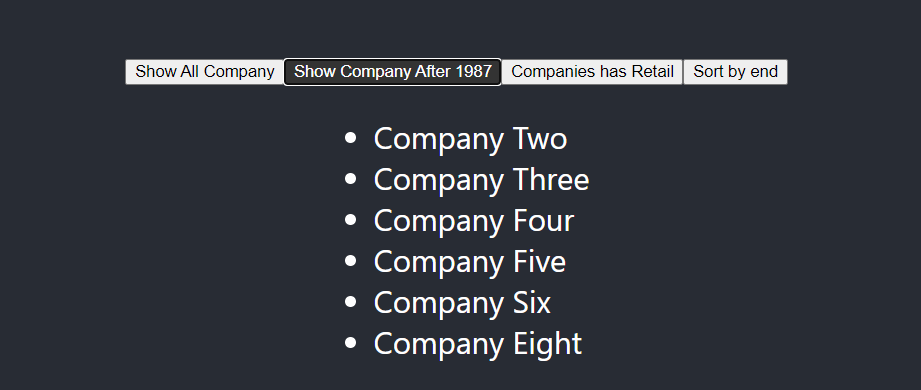 Show All Company Show Company After 1987 Companies has Retail Sort by end
Company Two
Company Three
Company Four
Company Five
Company Six
Company Eight